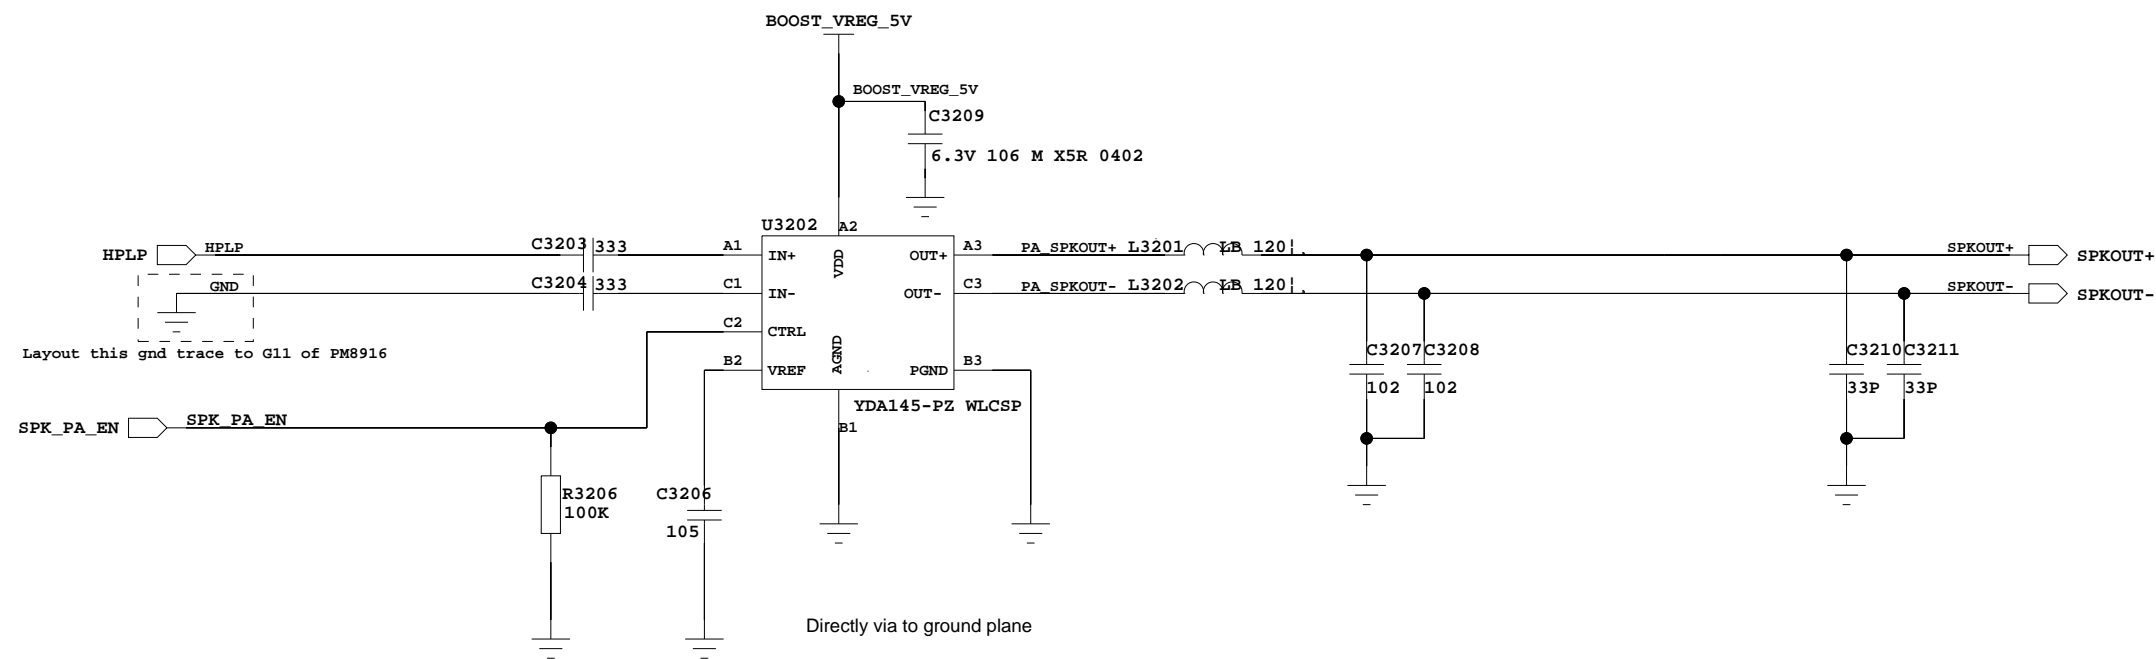 BOOST_VREG_5V
BOOST_VREG_5V
C3209
6.3V 106 M X5R 0402
U3202
A2
HPLP
HPLP
C3203
333
A1
IN+
VDD
OUT+
A3
PA_SPKOUT+
L3201
LB 120
SPKOUT+
SPKOUT+
GND
C3204
333
C1
IN-
OUT-
C3
PA_SPKOUT-
L3202
LB 120
SPKOUT-
SPKOUT-
C2
CTRL
Layout this gnd trace to G11 of PM8916
B2
VREF
AGND
PGND
B3
C3207
C3208
102
102
C3210
C3211
33P
33P
YDA145-PZ WLCSP
B1
SPK_PA_EN
SPK_PA_EN
R3206
100K
C3206
105
Directly via to ground plane